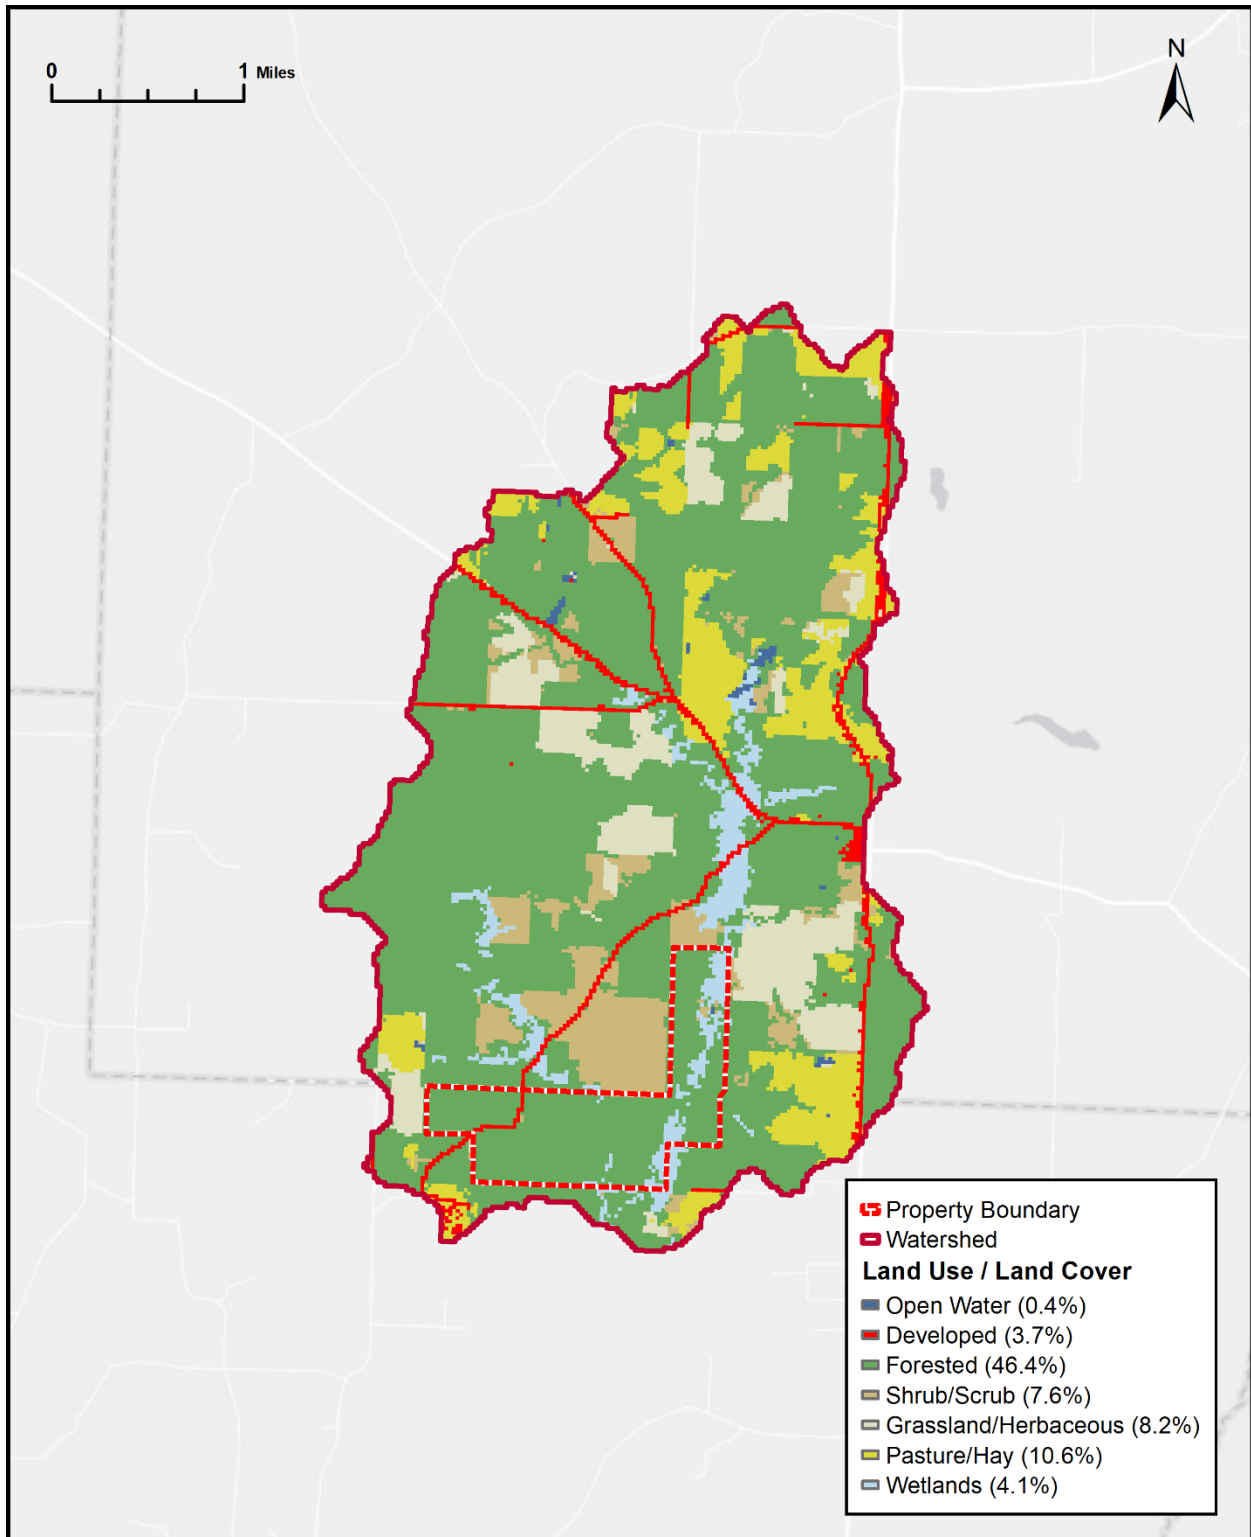 0 1 Miles
N
Property Boundary
Watershed
Land Use / Land Cover
Open Water (0.4%)
Developed (3.7%)
Forested (46.4%)
Shrub/Scrub (7.6%)
Grassland/Herbaceous (8.2%)
Pasture/Hay (10.6%)
Wetlands (4.1%)